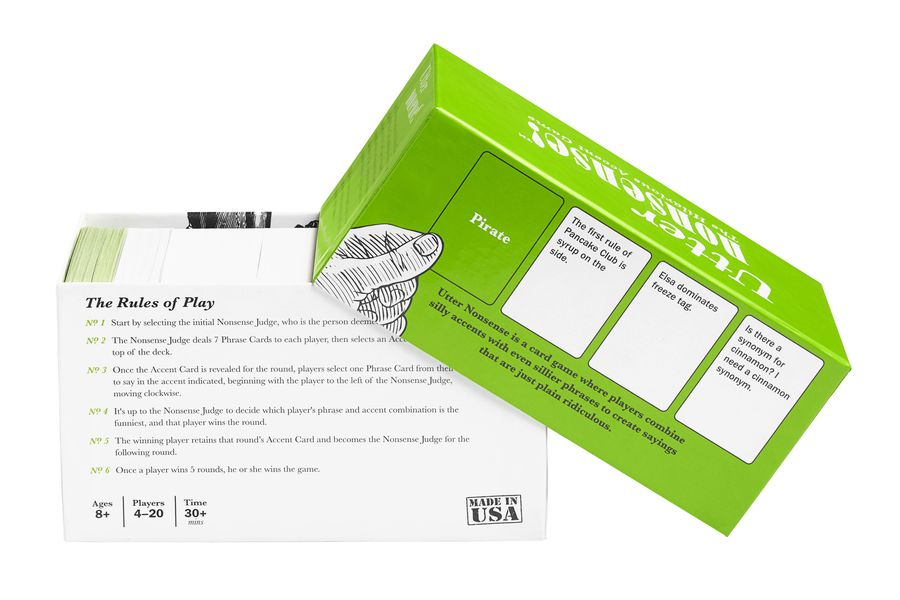 The Rules of Play
Nº 1 Start by selecting the initial Nonsense Judge, who is the person
Nº 2 The Nonsense Judge deals 7 Phrase Cards to each player, then selects an
top of the deck.
Nº 3 Once the Accent Card is revealed for the round, players select one Phrase Card from
to say in the accent indicated, beginning with the player to the left of the Nonsense Judge,
moving clockwise.
Nº 4 It's up to the Nonsense Judge to decide which player's phrase and accent combination is the
funniest, and that player wins the round.
Nº 5 The winning player retains that round's Accent Card and becomes the Nonsense Judge for the
following round.
Nº 6 Once a player wins 5 rounds, he or she wins the game.
Ages
8+
Players
4–20
Time
30+
mins
MADE IN
USA
Utter
Nonsense!™
The Hilarious Accent Game
Pirate
The first rule of
Pancake Club is
syrup on the
side.
Elsa dominates
freeze tag.
Is there a
synonym for
cinnamon? I
need a cinnamon
synonym.
Utter Nonsense is a card game where players combine
silly accents with even sillier phrases to create sayings
that are just plain ridiculous.